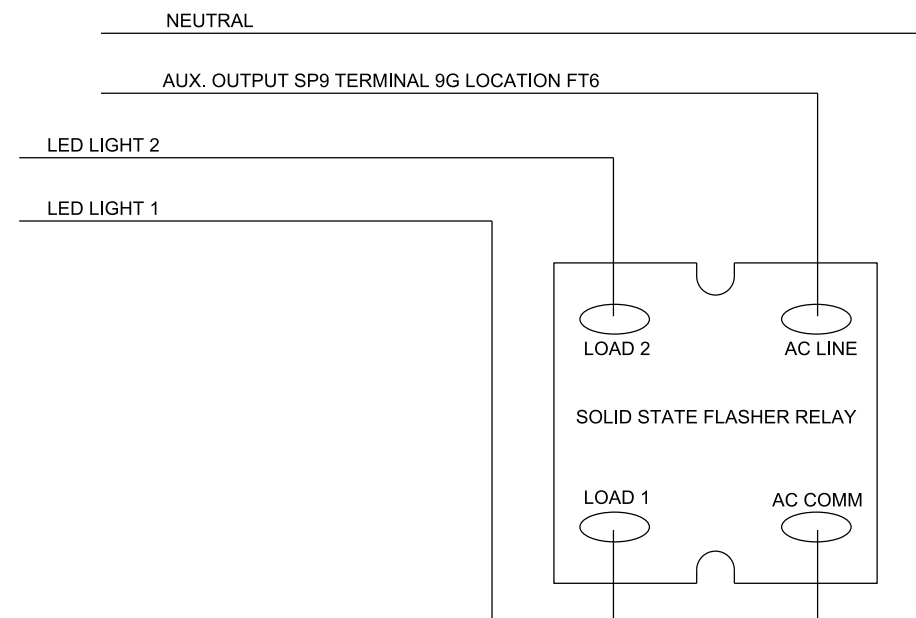 NEUTRAL
AUX. OUTPUT SP9 TERMINAL 9G LOCATION FT6
LED LIGHT 2
LED LIGHT 1
LOAD 2
AC LINE
SOLID STATE FLASHER RELAY
LOAD 1
AC COMM